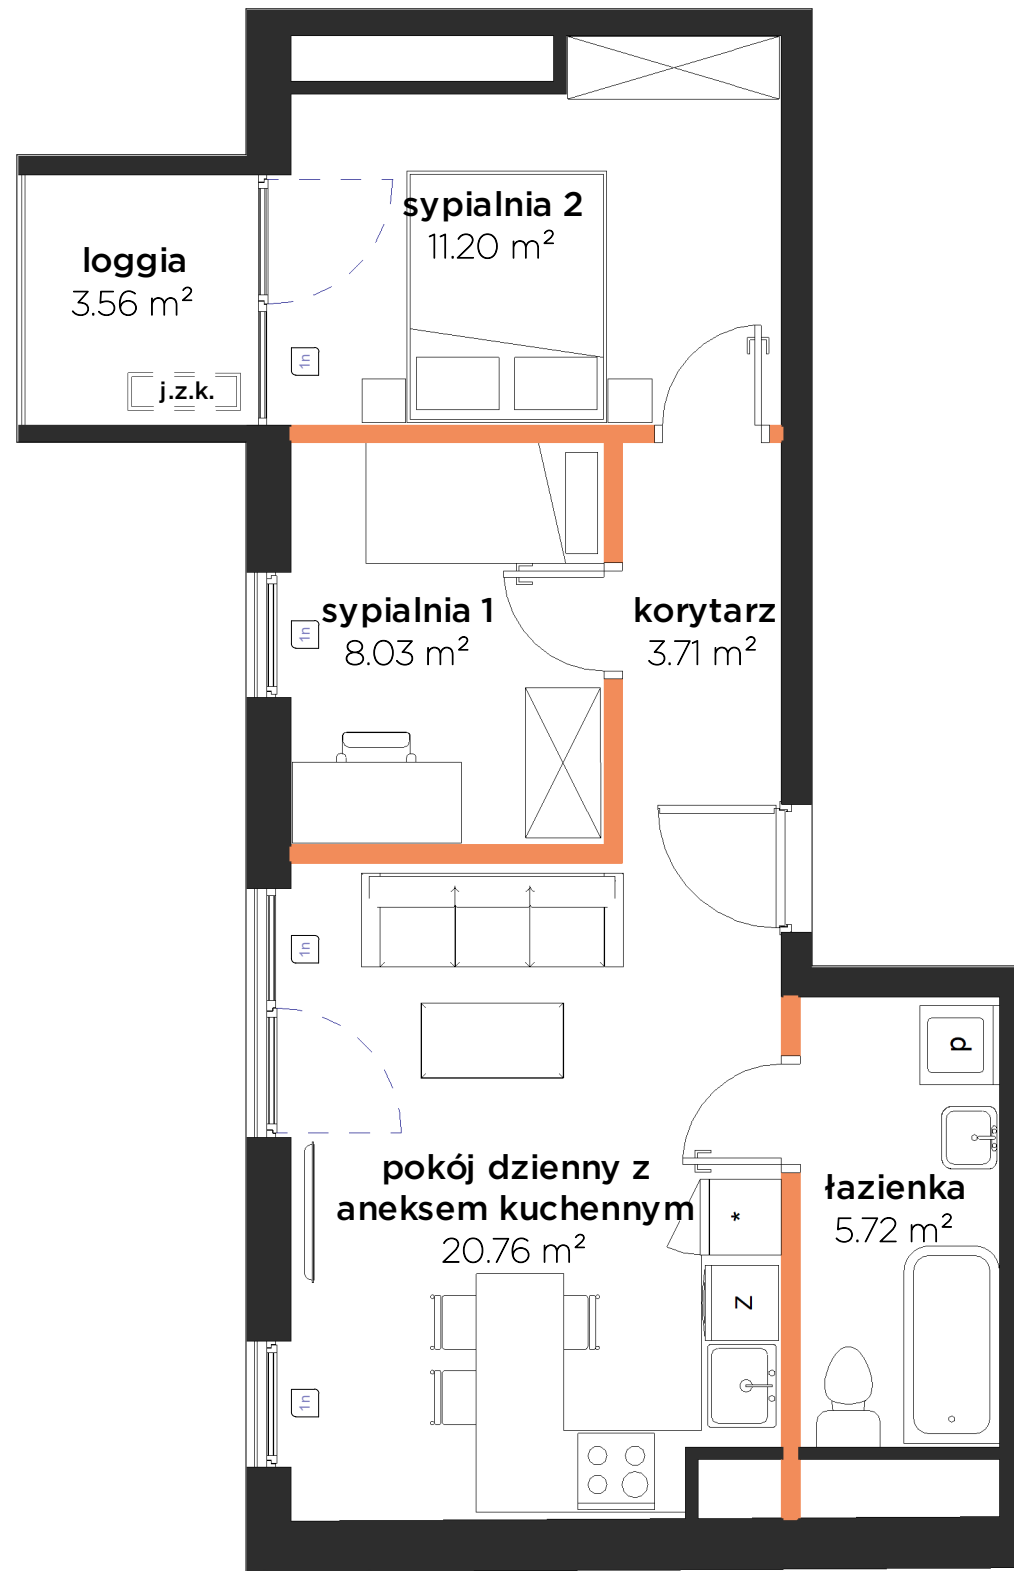 sypialnia 2
11.20 m²
loggia
3.56 m²
j.z.k.
1n
sypialnia 1
8.03 m²
1n
korytarz
3.71 m²
1n
p
pokój dzienny z
aneksem kuchennym
20.76 m²
*
łazienka
5.72 m²
Z
1n